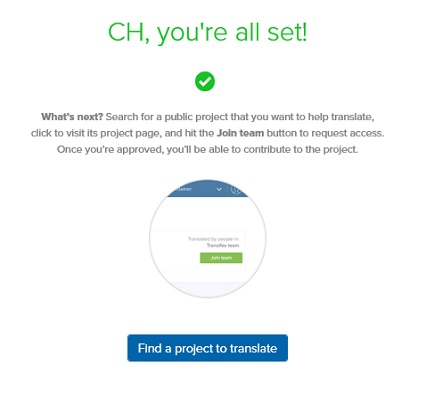 CH, you're all set!
What's next? Search for a public project that you want to help translate,
click to visit its project page, and hit the Join team button to request access.
Once you're approved, you'll be able to contribute to the project.
Translated by people in
Transifex team
Join team
Find a project to translate